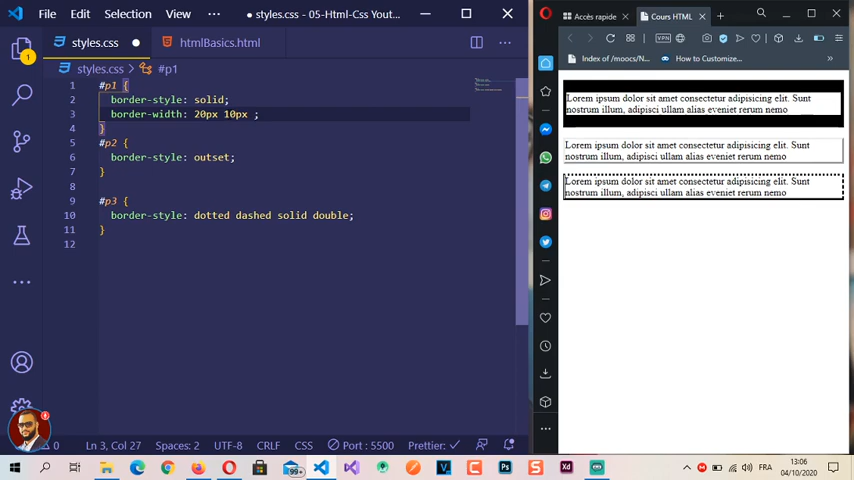 File Edit Selection View ... ● styles.css - 05-Html-Css Yout...
styles.css ● htmlBasics.html ...
styles.css > #p1
1 #p1 {
2 border-style: solid;
3 border-width: 20px 10px ;
4 }
5 #p2 {
6 border-style: outset;
7 }
8
9 #p3 {
10 border-style: dotted dashed solid double;
11 }
12
1
0 Ln 3, Col 27 Spaces: 2 UTF-8 CRLF CSS Port : 5500 Prettier: ✓
Accès rapide Cours HTML
VPN
Index of /moocs/N... How to Customize... »
Lorem ipsum dolor sit amet consectetur adipisicing elit. Sunt
nostrum illum, adipisci ullam alias eveniet rerum nemo
Lorem ipsum dolor sit amet consectetur adipisicing elit. Sunt
nostrum illum, adipisci ullam alias eveniet rerum nemo
Lorem ipsum dolor sit amet consectetur adipisicing elit. Sunt
nostrum illum, adipisci ullam alias eveniet rerum nemo
99+ Ps Xd FRA 13:06
04/10/2020